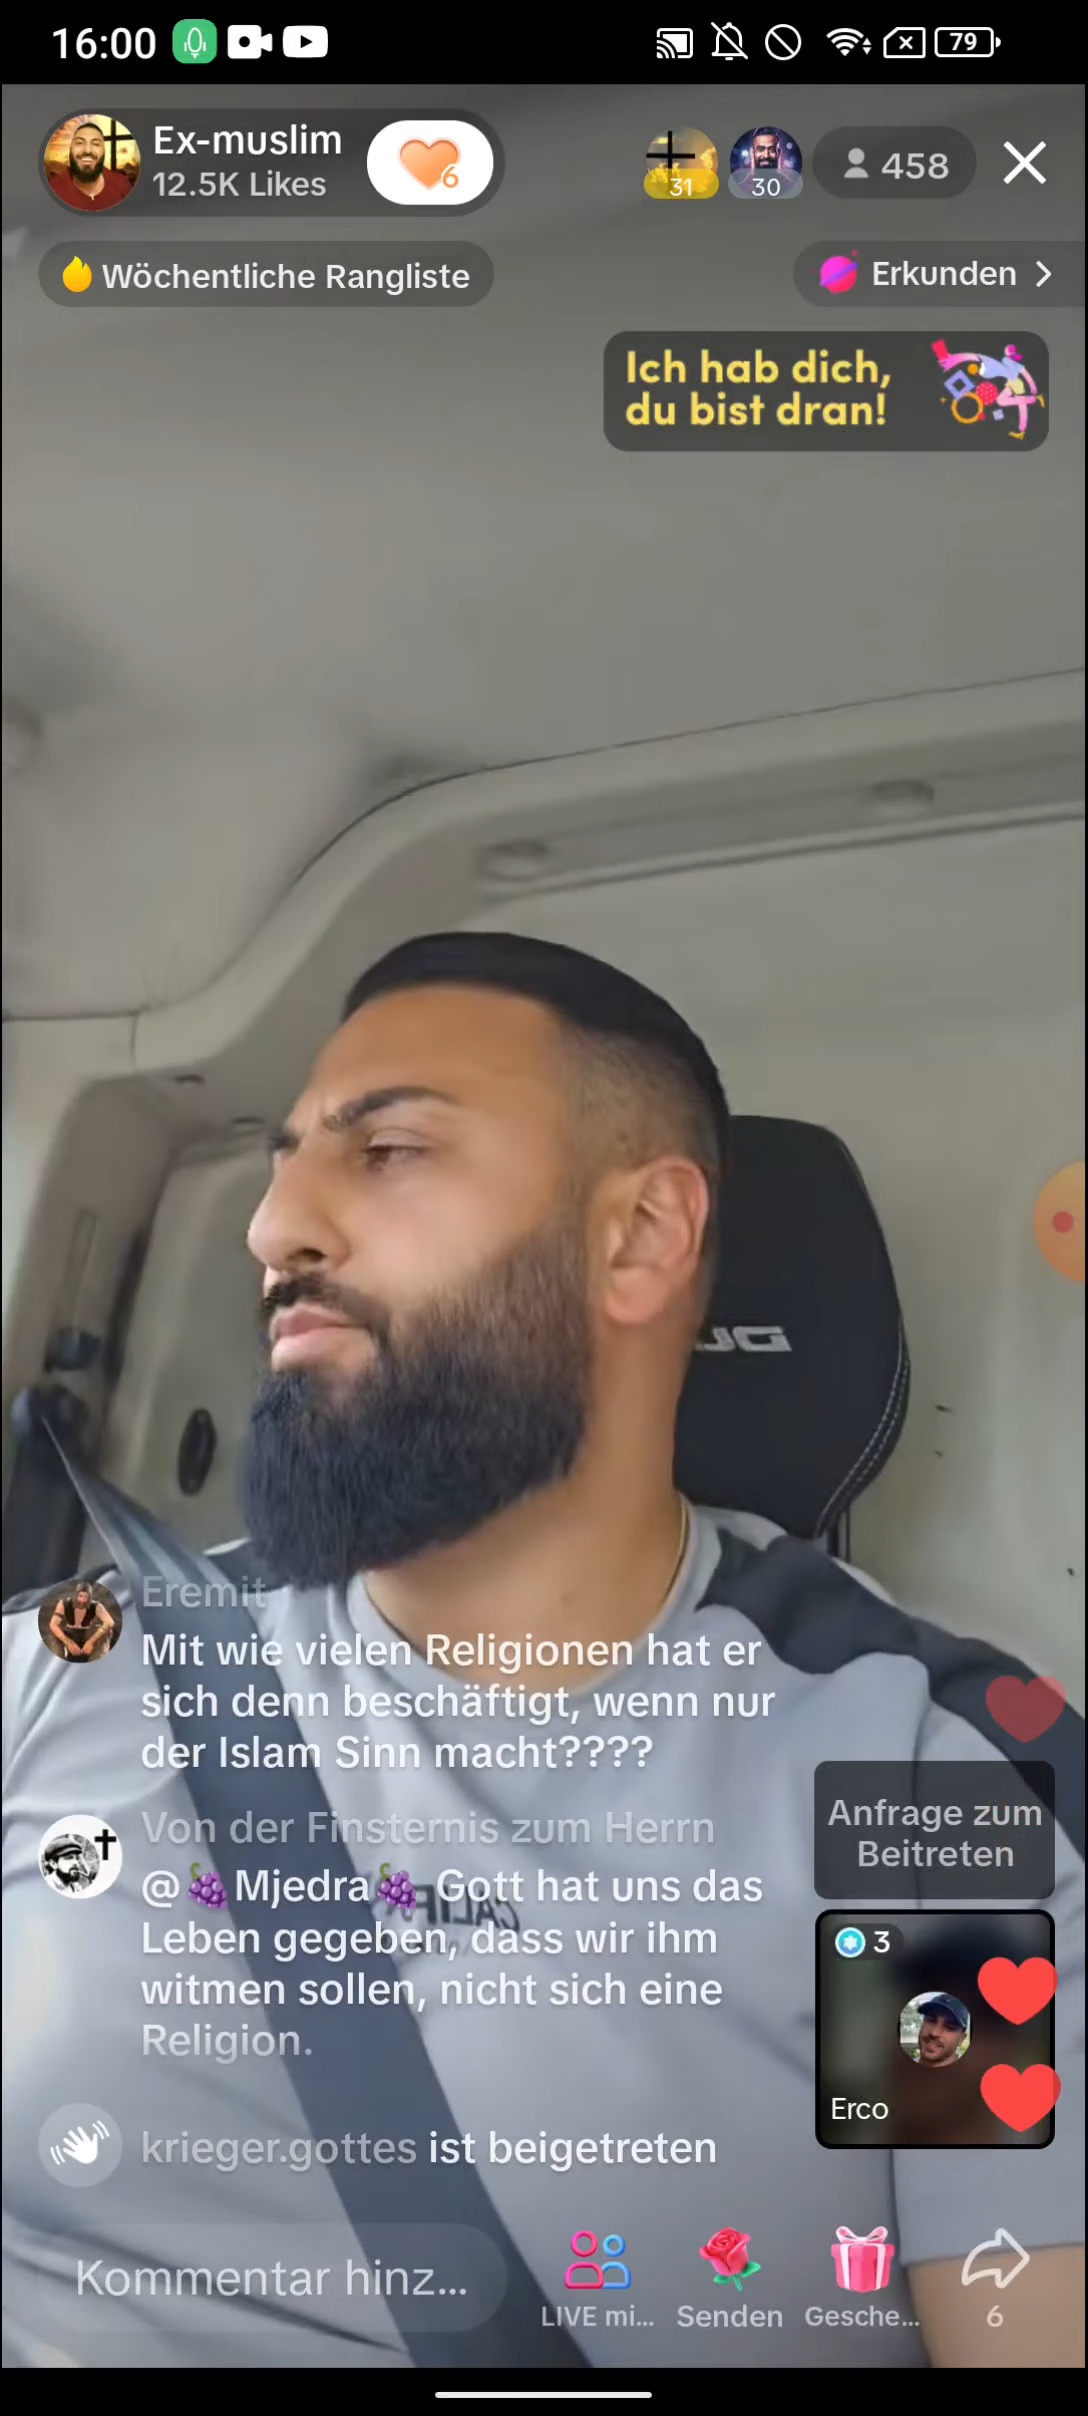 16:00
79
Ex-muslim
12.5K Likes
6
31
30
458
Wöchentliche Rangliste
Erkunden
Ich hab dich,
du bist dran!
Eremit
Mit wie vielen Religionen hat er
sich denn beschäftigt, wenn nur
der Islam Sinn macht????
Von der Finsternis zum Herrn
@🍇Mjedra🍇 Gott hat uns das
Leben gegeben, dass wir ihm
witmen sollen, nicht sich eine
Religion.
krieger.gottes ist beigetreten
Anfrage zum
Beitreten
3
Erco
Kommentar hinz...
LIVE mi...
Senden
Gesche...
6